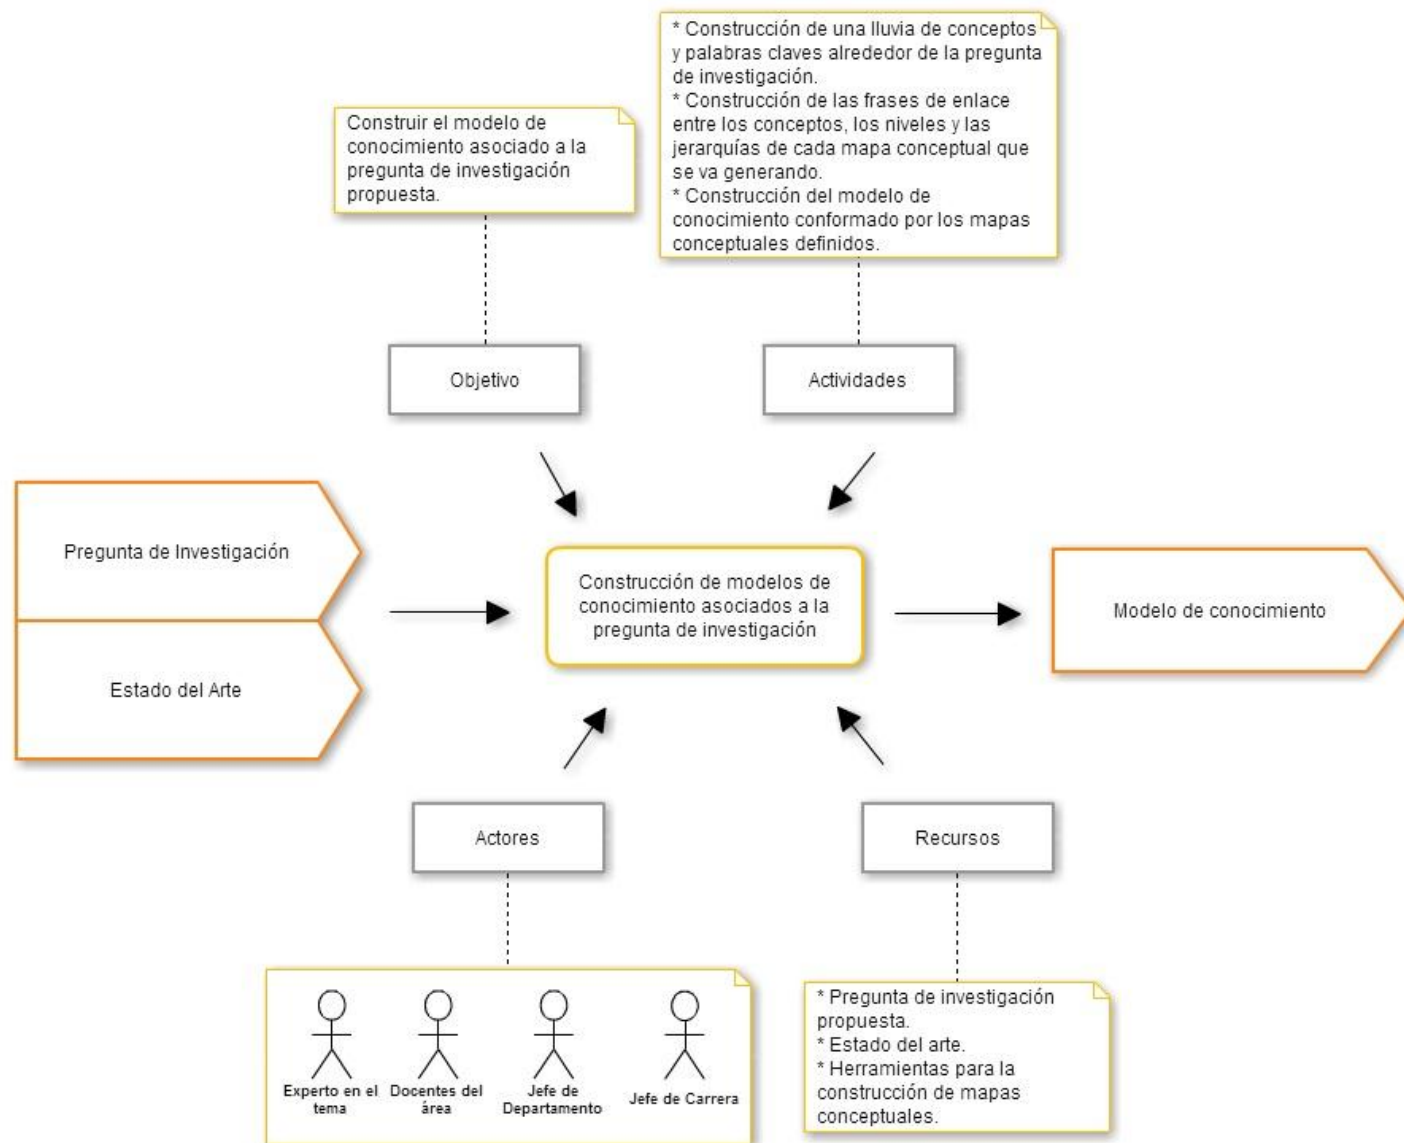 * Construcción de una lluvia de conceptos
y palabras claves alrededor de la pregunta
de investigación.
* Construcción de las frases de enlace
entre los conceptos, los niveles y las
jerarquías de cada mapa conceptual que
se va generando.
* Construcción del modelo de
conocimiento conformado por los mapas
conceptuales definidos.
Construir el modelo de
conocimiento asociado a la
pregunta de investigación
propuesta.
Objetivo
Actividades
Pregunta de Investigación
Estado del Arte
Construcción de modelos de
conocimiento asociados a la
pregunta de investigación
Modelo de conocimiento
Actores
Recursos
Experto en el
tema
Docentes del
área
Jefe de
Departamento
Jefe de Carrera
* Pregunta de investigación
propuesta.
* Estado del arte.
* Herramientas para la
construcción de mapas
conceptuales.